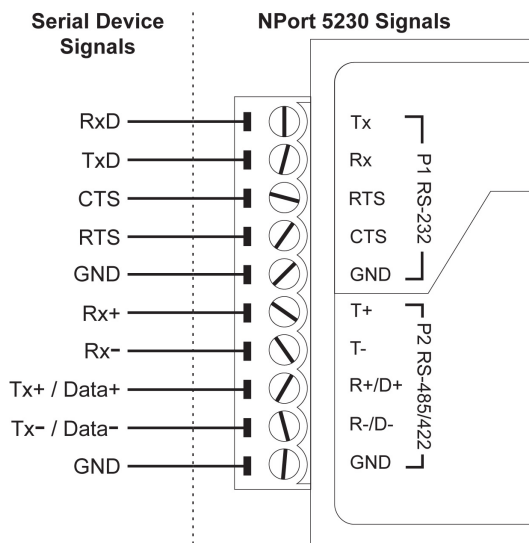 Serial Device
Signals
NPort 5230 Signals
RxD
TxD
CTS
RTS
GND
Rx+
Rx-
Tx+ / Data+
Tx- / Data-
GND
Tx
Rx
RTS
CTS
GND
P1 RS-232
T+
T-
R+/D+
R-/D-
GND
P2 RS-485/422